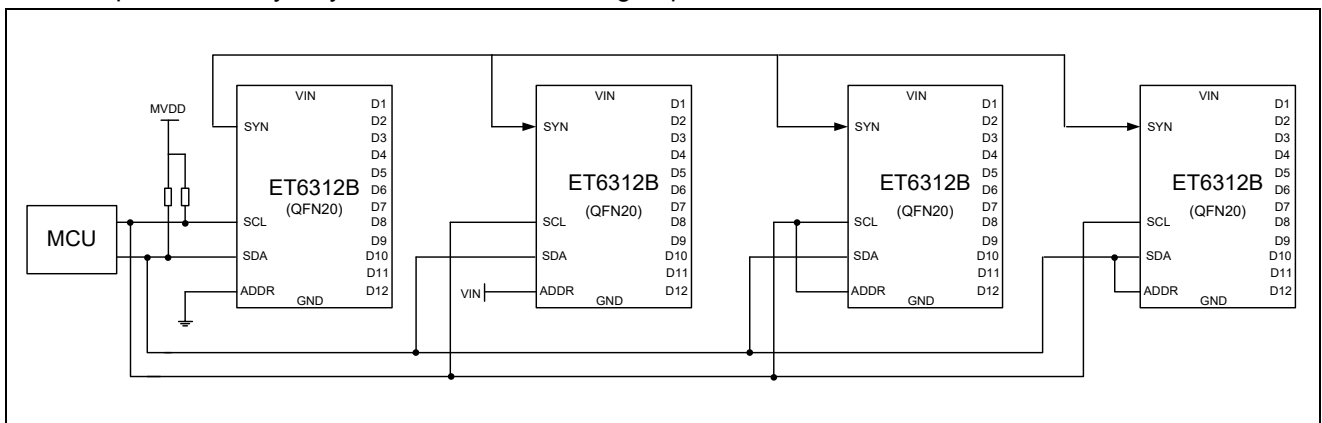 VIN
D1
D2
D3
D4
D5
D6
D7
D8
D9
D10
D11
D12
SYN
ET6312B
(QFN20)
SCL
SDA
ADDR
GND
MVDD
MCU
VIN
D1
D2
D3
D4
D5
D6
D7
D8
D9
D10
D11
D12
SYN
ET6312B
(QFN20)
SCL
SDA
VIN
ADDR
GND
VIN
D1
D2
D3
D4
D5
D6
D7
D8
D9
D10
D11
D12
SYN
ET6312B
(QFN20)
SCL
SDA
ADDR
GND
VIN
D1
D2
D3
D4
D5
D6
D7
D8
D9
D10
D11
D12
SYN
ET6312B
(QFN20)
SCL
SDA
ADDR
GND